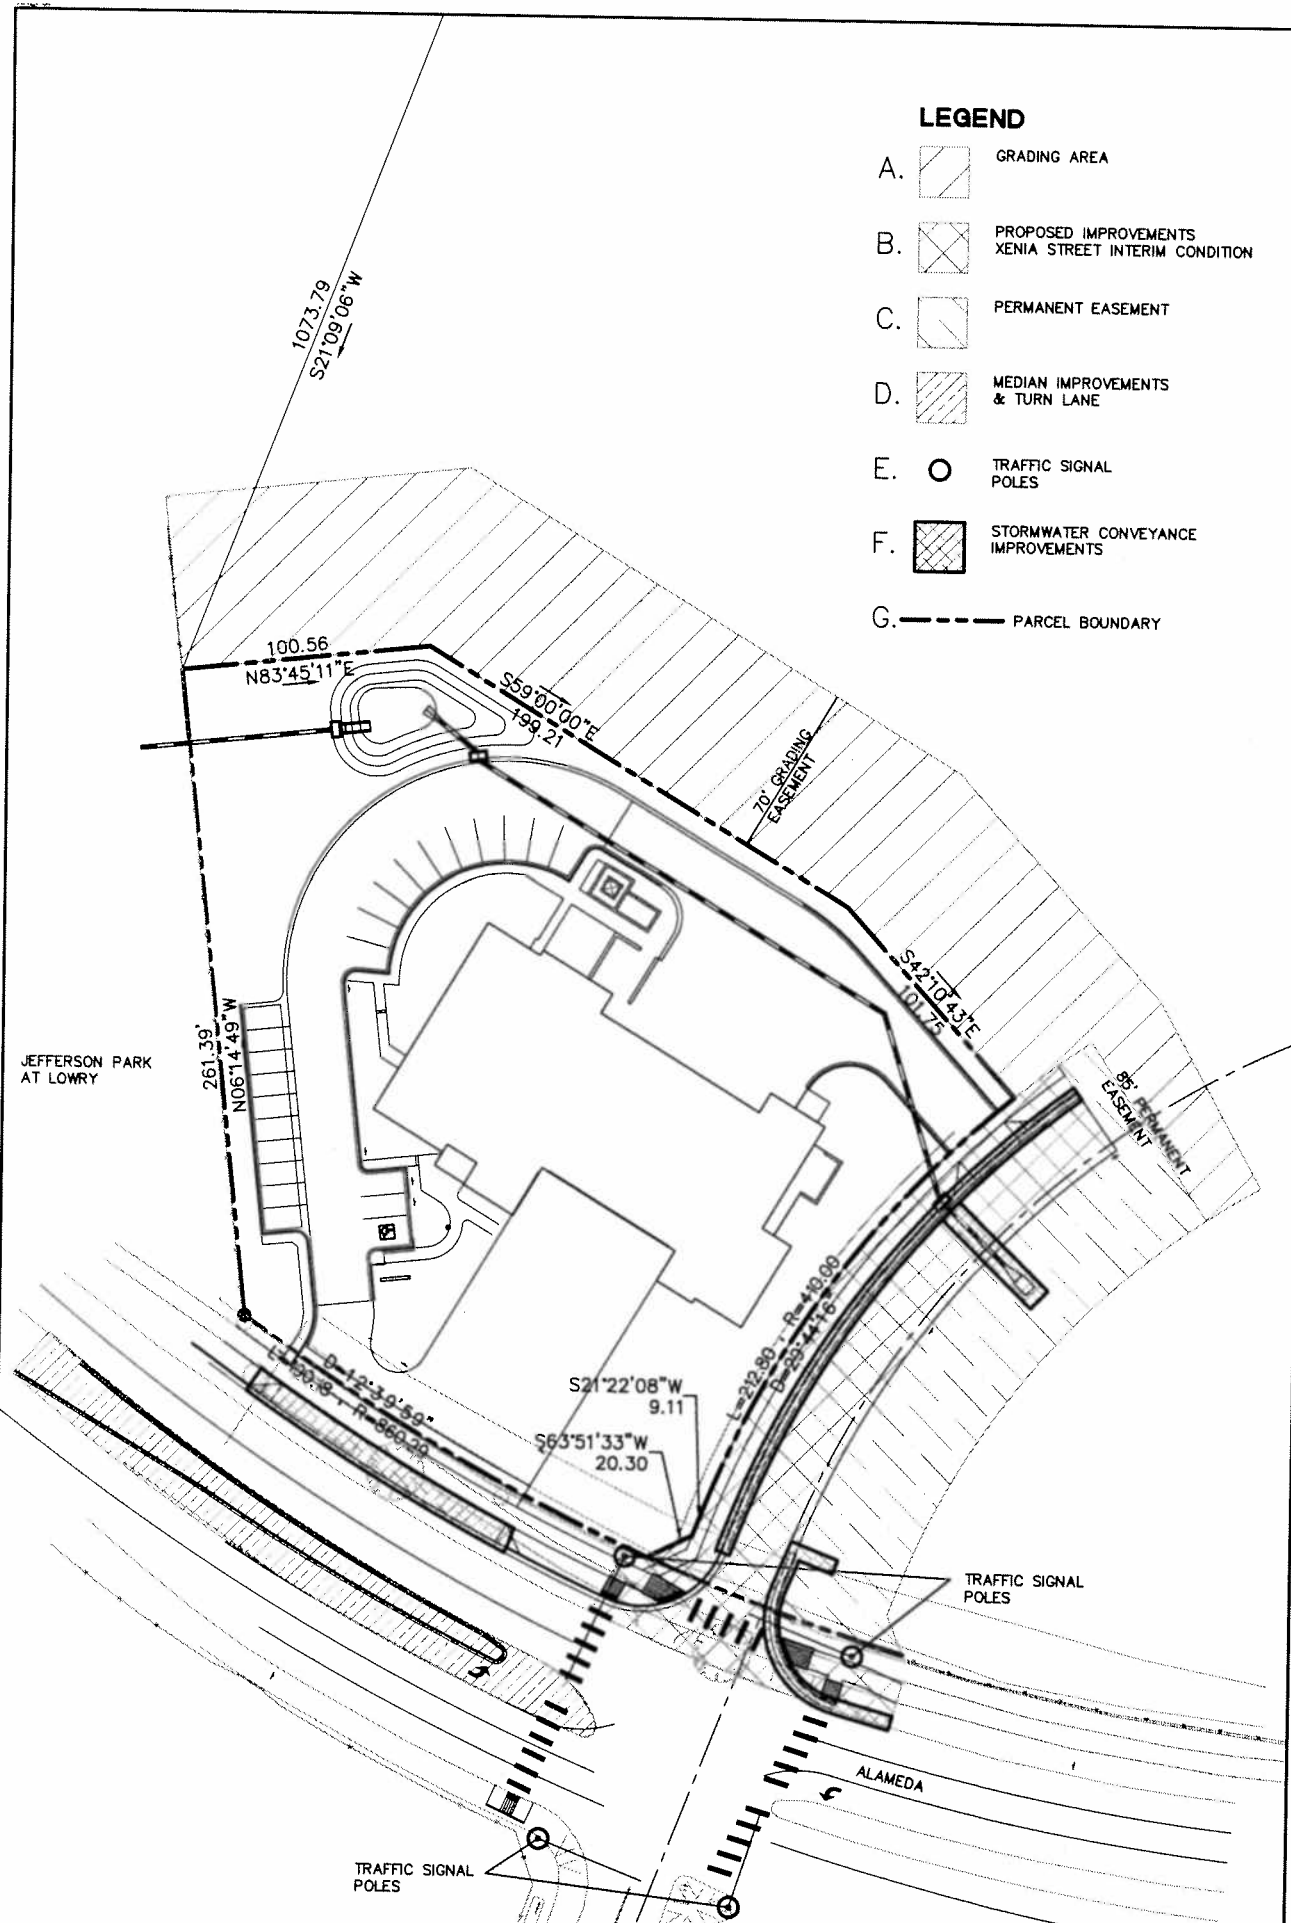 LEGEND
A. GRADING AREA
B. PROPOSED IMPROVEMENTS
XENIA STREET INTERIM CONDITION
C. PERMANENT EASEMENT
D. MEDIAN IMPROVEMENTS
& TURN LANE
E. TRAFFIC SIGNAL
POLES
F. STORMWATER CONVEYANCE
IMPROVEMENTS
G. PARCEL BOUNDARY
1073.79
S21°09'06"W
100.56
N83°45'11"E
S59°00'00"E
199.21
70' GRADING
EASEMENT
S42°10'43"E
101.75
85' PERMANENT
EASEMENT
261.39'
N06°14'49"W
JEFFERSON PARK
AT LOWRY
L=212.80 , R=410.00
D=29°44'16"
S21°22'08"W
9.11
S63°51'33"W
20.30
D=12°39'59"
R=860.29
TRAFFIC SIGNAL
POLES
ALAMEDA
TRAFFIC SIGNAL
POLES